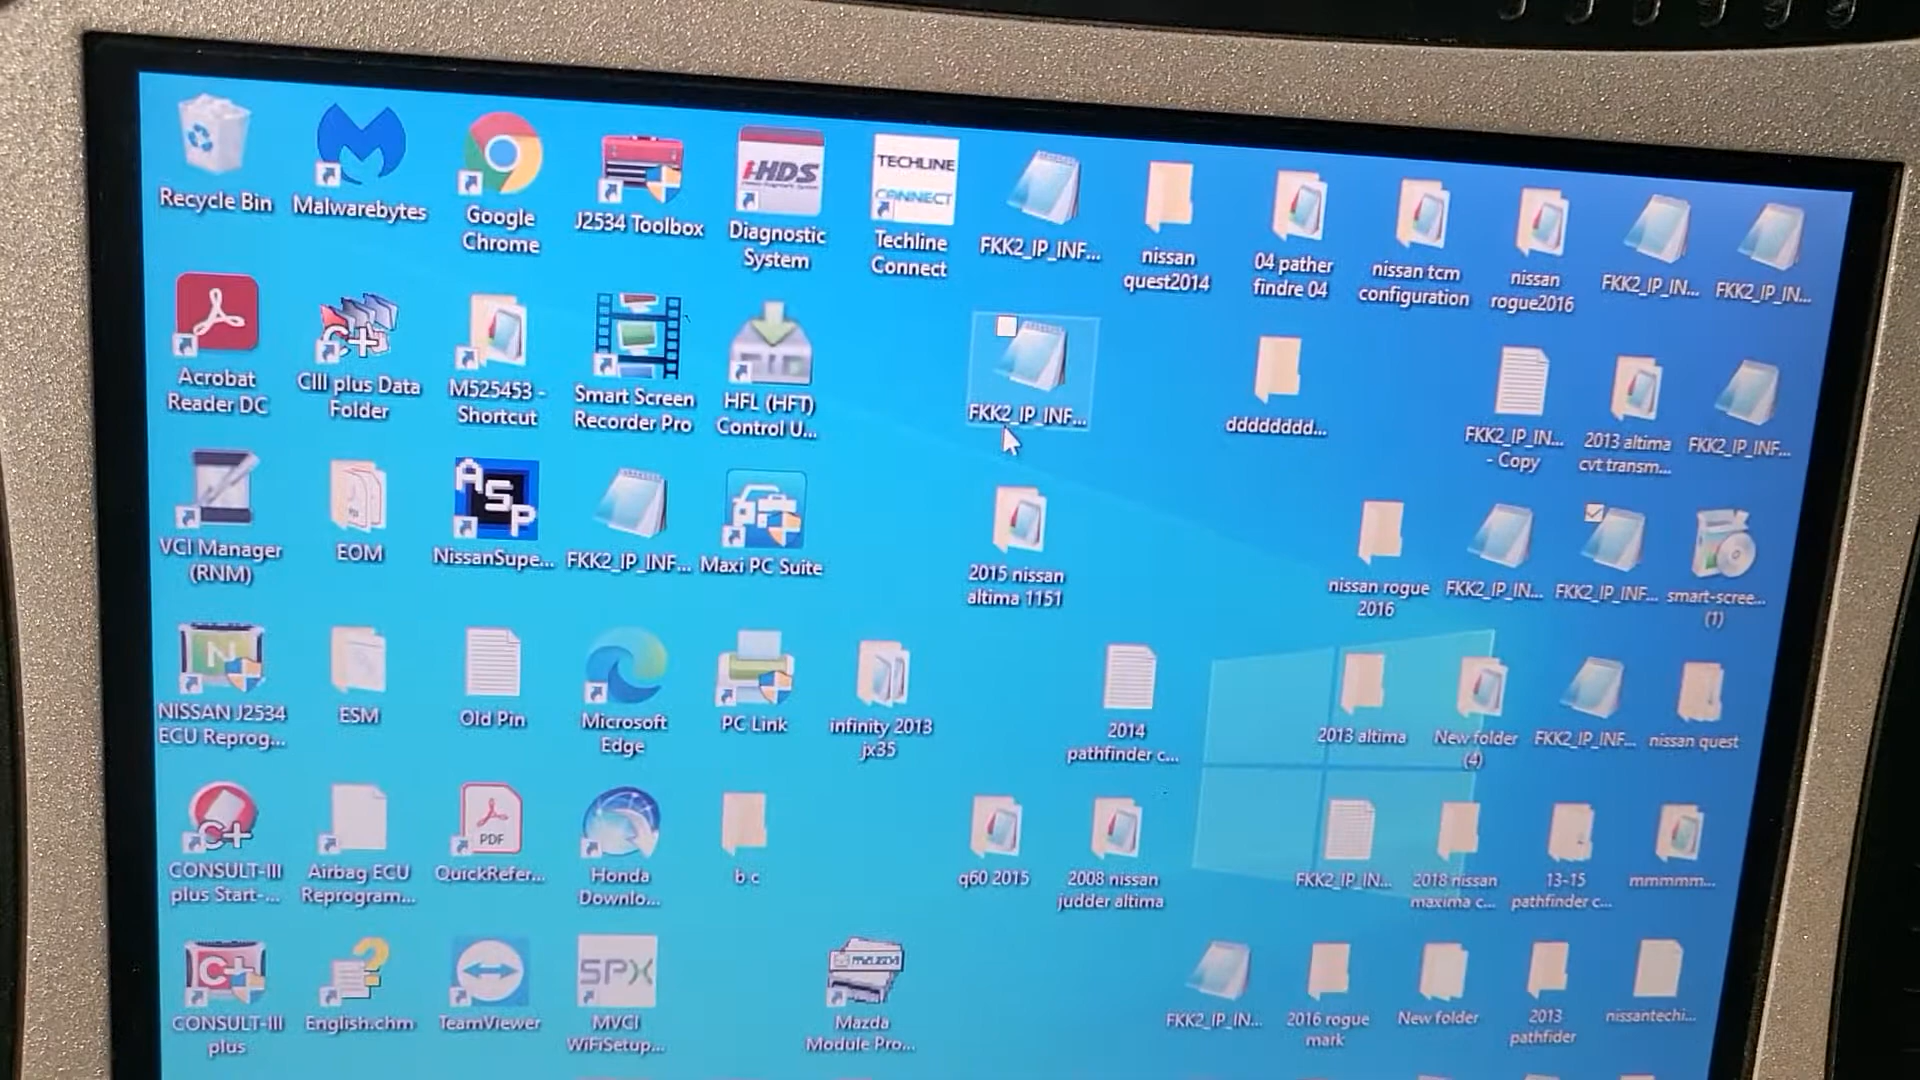 Recycle Bin
Malwarebytes
Google
Chrome
J2534 Toolbox
i-HDS
Diagnostic
System
TECHLINE
CONNECT
Techline
Connect
FKK2_IP_INF...
nissan
quest2014
04 pather
findre 04
nissan tcm
configuration
nissan
rogue2016
FKK2_IP_IN...
FKK2_IP_IN...
Acrobat
Reader DC
C+
CIII plus Data
Folder
M525453 -
Shortcut
Smart Screen
Recorder Pro
HFL (HFT)
Control U...
FKK2_IP_INF...
ddddddddd...
FKK2_IP_IN...
- Copy
2013 altima
cvt transm...
FKK2_IP_INF...
VCI Manager
(RNM)
EOM
ASP
NissanSupe...
FKK2_IP_INF...
Maxi PC Suite
2015 nissan
altima 1151
nissan rogue
2016
FKK2_IP_IN...
FKK2_IP_INF...
smart-scree...
(1)
N
NISSAN J2534
ECU Reprog...
ESM
Old Pin
Microsoft
Edge
PC Link
infinity 2013
jx35
2014
pathfinder c...
2013 altima
New folder
(4)
FKK2_IP_INF...
nissan quest
C+
CONSULT-III
plus Start-...
Airbag ECU
Reprogram...
PDF
QuickRefer...
Honda
Downlo...
b c
q60 2015
2008 nissan
judder altima
FKK2_IP_IN...
2018 nissan
maxima c...
13-15
pathfinder c...
mmmmm...
C+
CONSULT-III
plus
English.chm
TeamViewer
SPX
MVCI
WiFiSetup...
mazda
Mazda
Module Pro...
FKK2_IP_IN...
2016 rogue
mark
New folder
2013
pathfider
nissantechi...